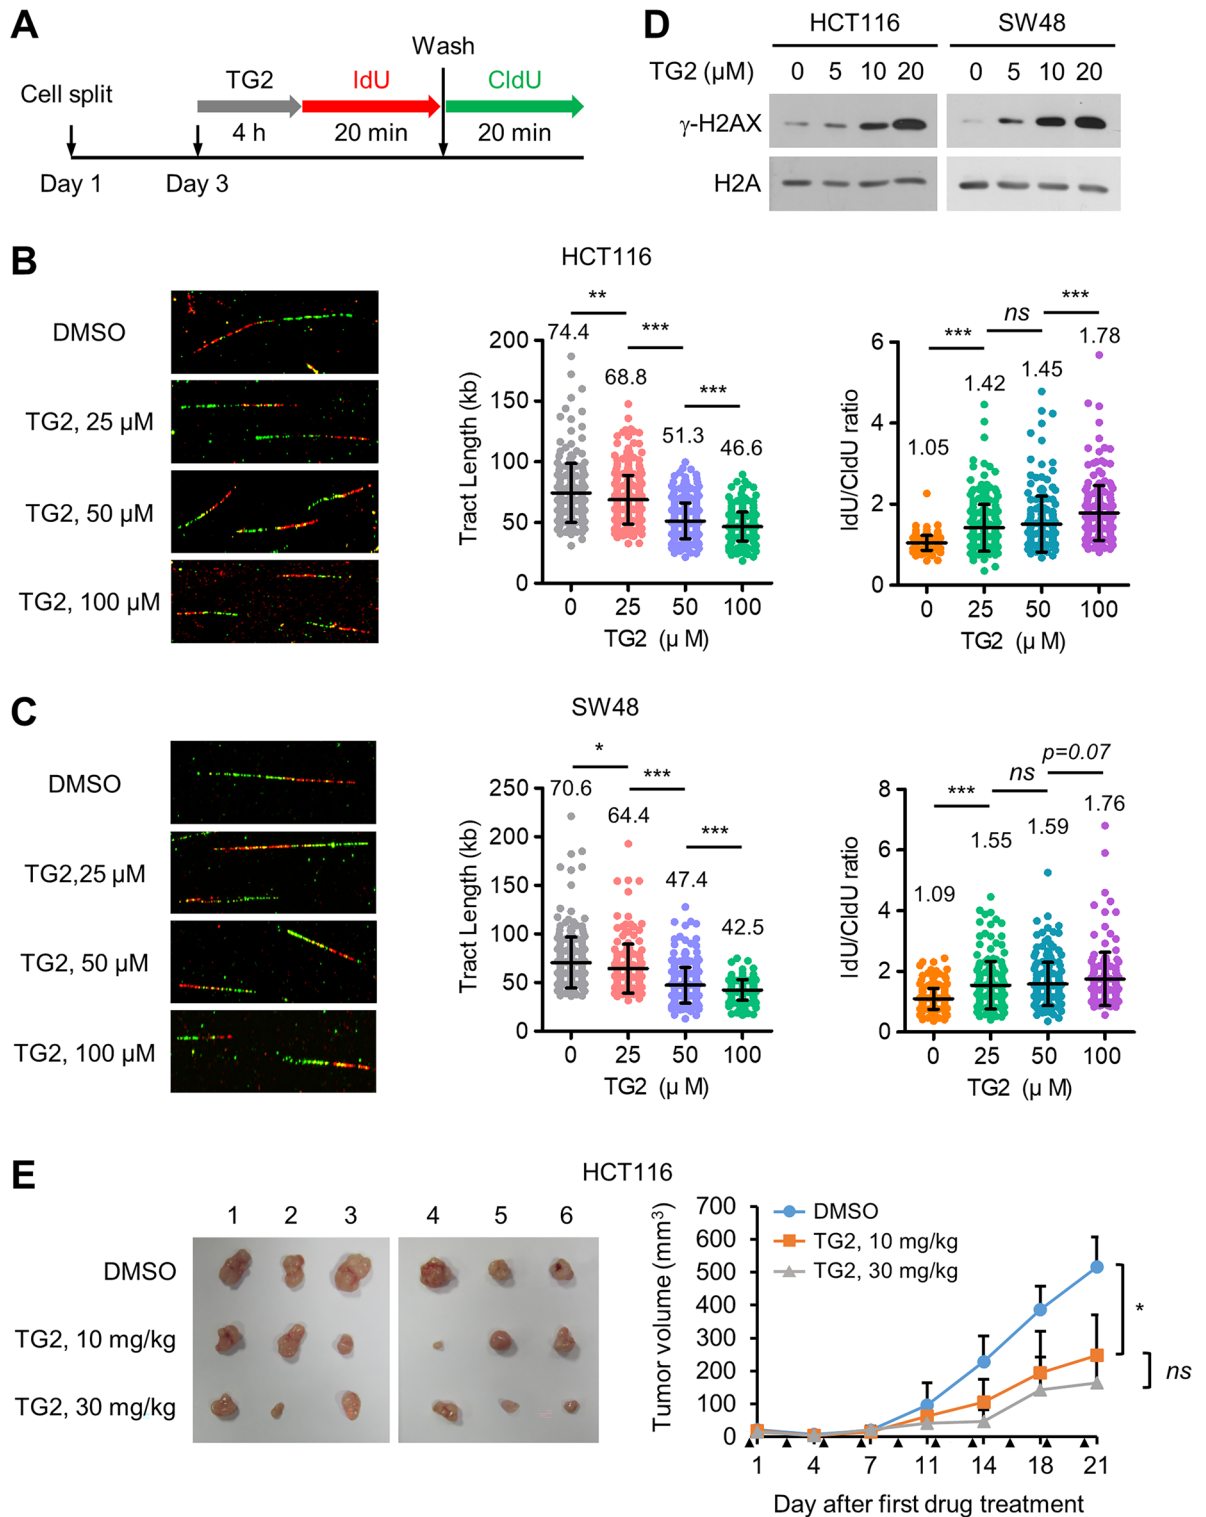 A
Cell split
TG2
IdU
Wash
CldU
4 h
20 min
20 min
Day 1
Day 3
D
HCT116
SW48
TG2 (μM)
0 5 10 20
0 5 10 20
γ-H2AX
H2A
B
HCT116
DMSO
TG2, 25 μM
TG2, 50 μM
TG2, 100 μM
Tract Length (kb)
200
150
100
50
0
**
***
***
74.4
68.8
51.3
46.6
0 25 50 100
TG2 (μ M)
IdU/CldU ratio
6
4
2
0
***
ns
***
1.05
1.42
1.45
1.78
0 25 50 100
TG2 (μ M)
C
SW48
DMSO
TG2,25 μM
TG2, 50 μM
TG2, 100 μM
Tract Length (kb)
250
200
150
100
50
0
*
***
***
70.6
64.4
47.4
42.5
0 25 50 100
TG2 (μ M)
IdU/CldU ratio
8
6
4
2
0
***
ns
p=0.07
1.09
1.55
1.59
1.76
0 25 50 100
TG2 (μ M)
E
HCT116
1 2 3 4 5 6
DMSO
TG2, 10 mg/kg
TG2, 30 mg/kg
Tumor volume (mm³)
700
600
500
400
300
200
100
0
DMSO
TG2, 10 mg/kg
TG2, 30 mg/kg
*
ns
1 4 7 11 14 18 21
Day after first drug treatment